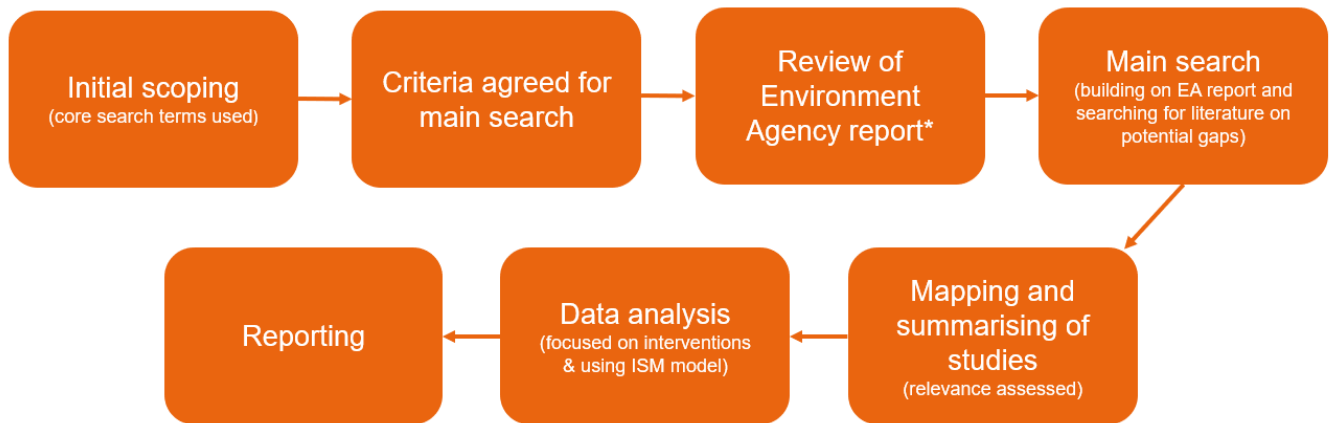 Initial scoping
(core search terms used)
Criteria agreed for
main search
Review of
Environment
Agency report*
Main search
(building on EA report and
searching for literature on
potential gaps)
Mapping and
summarising of
studies
(relevance assessed)
Data analysis
(focused on interventions
& using ISM model)
Reporting